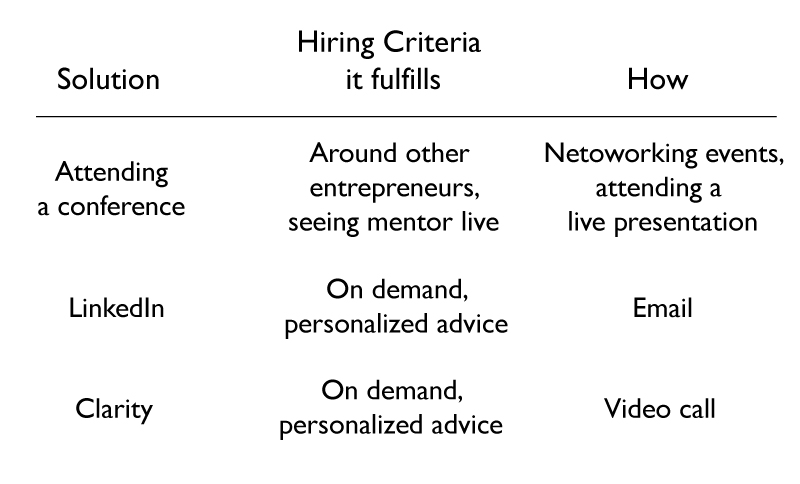 Solution
Hiring Criteria
it fulfills
How
Attending
a conference
Around other
entrepreneurs,
seeing mentor live
Netoworking events,
attending a
live presentation
LinkedIn
On demand,
personalized advice
Email
Clarity
On demand,
personalized advice
Video call